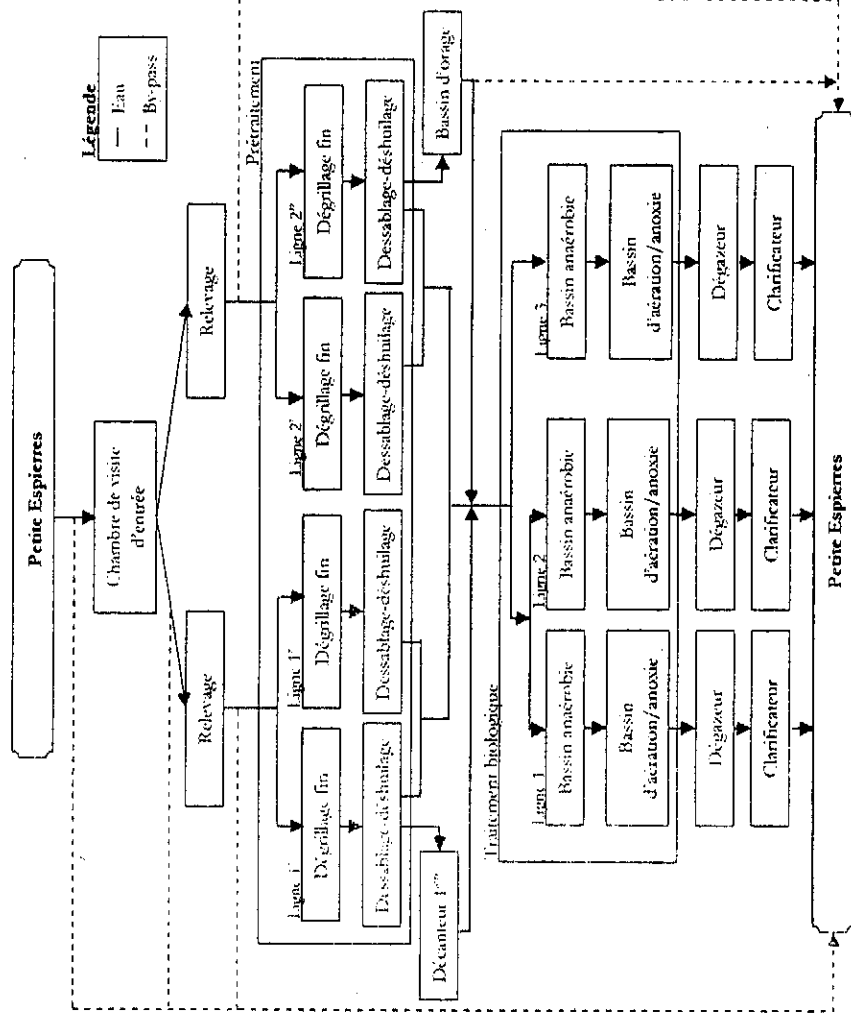 Légende
Eau
By-pass
Petite Espierres
Chambre de visite
d'entrée
Relevage
Relevage
Prétraitement
Ligne 1'
Ligne 1"
Ligne 2'
Ligne 2"
Dégrillage fin
Dégrillage fin
Dégrillage fin
Dégrillage fin
Dessablage-déshuilage
Dessablage-déshuilage
Dessablage-déshuilage
Dessablage-déshuilage
Décanteur 1
Bassin d'orage
Traitement biologique
Ligne 1
Ligne 2
Ligne 3
Bassin anaérobie
Bassin anaérobie
Bassin anaérobie
Bassin
d'aération/anoxie
Bassin
d'aération/anoxie
Bassin
d'aération/anoxie
Dégazeur
Dégazeur
Dégazeur
Clarificateur
Clarificateur
Clarificateur
Petite Espierres